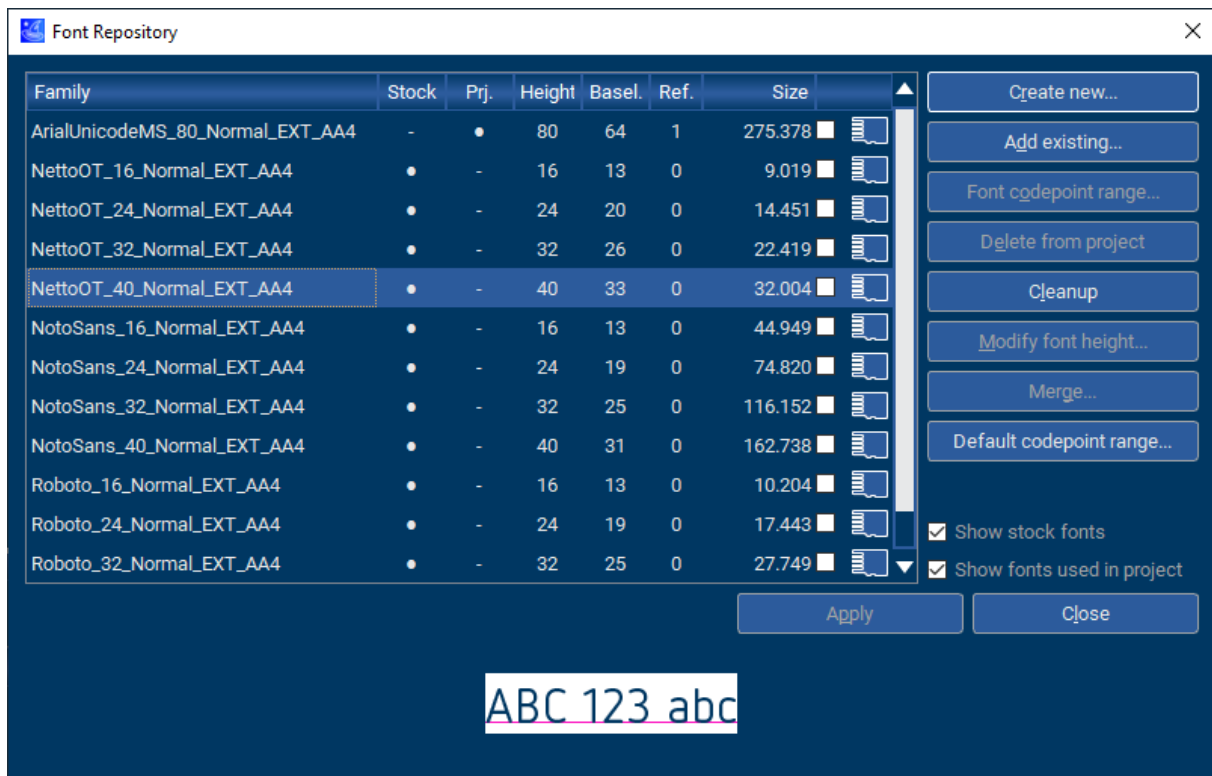 Font Repository
Family Stock Prj. Height Basel. Ref. Size
ArialUnicodeMS_80_Normal_EXT_AA4 - ● 80 64 1 275.378
NettoOT_16_Normal_EXT_AA4 ● - 16 13 0 9.019
NettoOT_24_Normal_EXT_AA4 ● - 24 20 0 14.451
NettoOT_32_Normal_EXT_AA4 ● - 32 26 0 22.419
NettoOT_40_Normal_EXT_AA4 ● - 40 33 0 32.004
NotoSans_16_Normal_EXT_AA4 ● - 16 13 0 44.949
NotoSans_24_Normal_EXT_AA4 ● - 24 19 0 74.820
NotoSans_32_Normal_EXT_AA4 ● - 32 25 0 116.152
NotoSans_40_Normal_EXT_AA4 ● - 40 31 0 162.738
Roboto_16_Normal_EXT_AA4 ● - 16 13 0 10.204
Roboto_24_Normal_EXT_AA4 ● - 24 19 0 17.443
Roboto_32_Normal_EXT_AA4 ● - 32 25 0 27.749
Create new...
Add existing...
Font codepoint range...
Delete from project
Cleanup
Modify font height...
Merge...
Default codepoint range...
Show stock fonts
Show fonts used in project
Apply
Close
ABC 123 abc